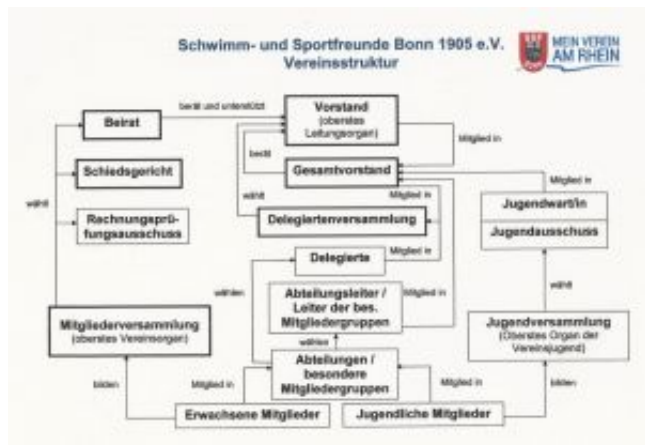 Schwimm- und Sportfreunde Bonn 1905 e.V.
Vereinsstruktur
MEIN VEREIN
AM RHEIN
Beirat
berät und unterstützt
Vorstand
(oberstes
Leitungsorgan)
Mitglied in
berät
Schiedsgericht
Gesamtvorstand
wählt
wählt
Mitglied in
Mitglied in
Rechnungsprü-
fungsausschuss
Delegiertenversammlung
Jugendwart/in
Jugendausschuss
Mitglied in
Delegierte
wählen
Abteilungsleiter /
Leiter der bes.
Mitgliedergruppen
Mitglied in
wählt
Mitgliederversammlung
(oberstes Vereinsorgan)
wählen
Jugendversammlung
(Oberstes Organ der
Vereinsjugend)
Abteilungen /
besondere
Mitgliedergruppen
bilden
Mitglied in
Mitglied in
bilden
Erwachsene Mitglieder
Jugendliche Mitglieder